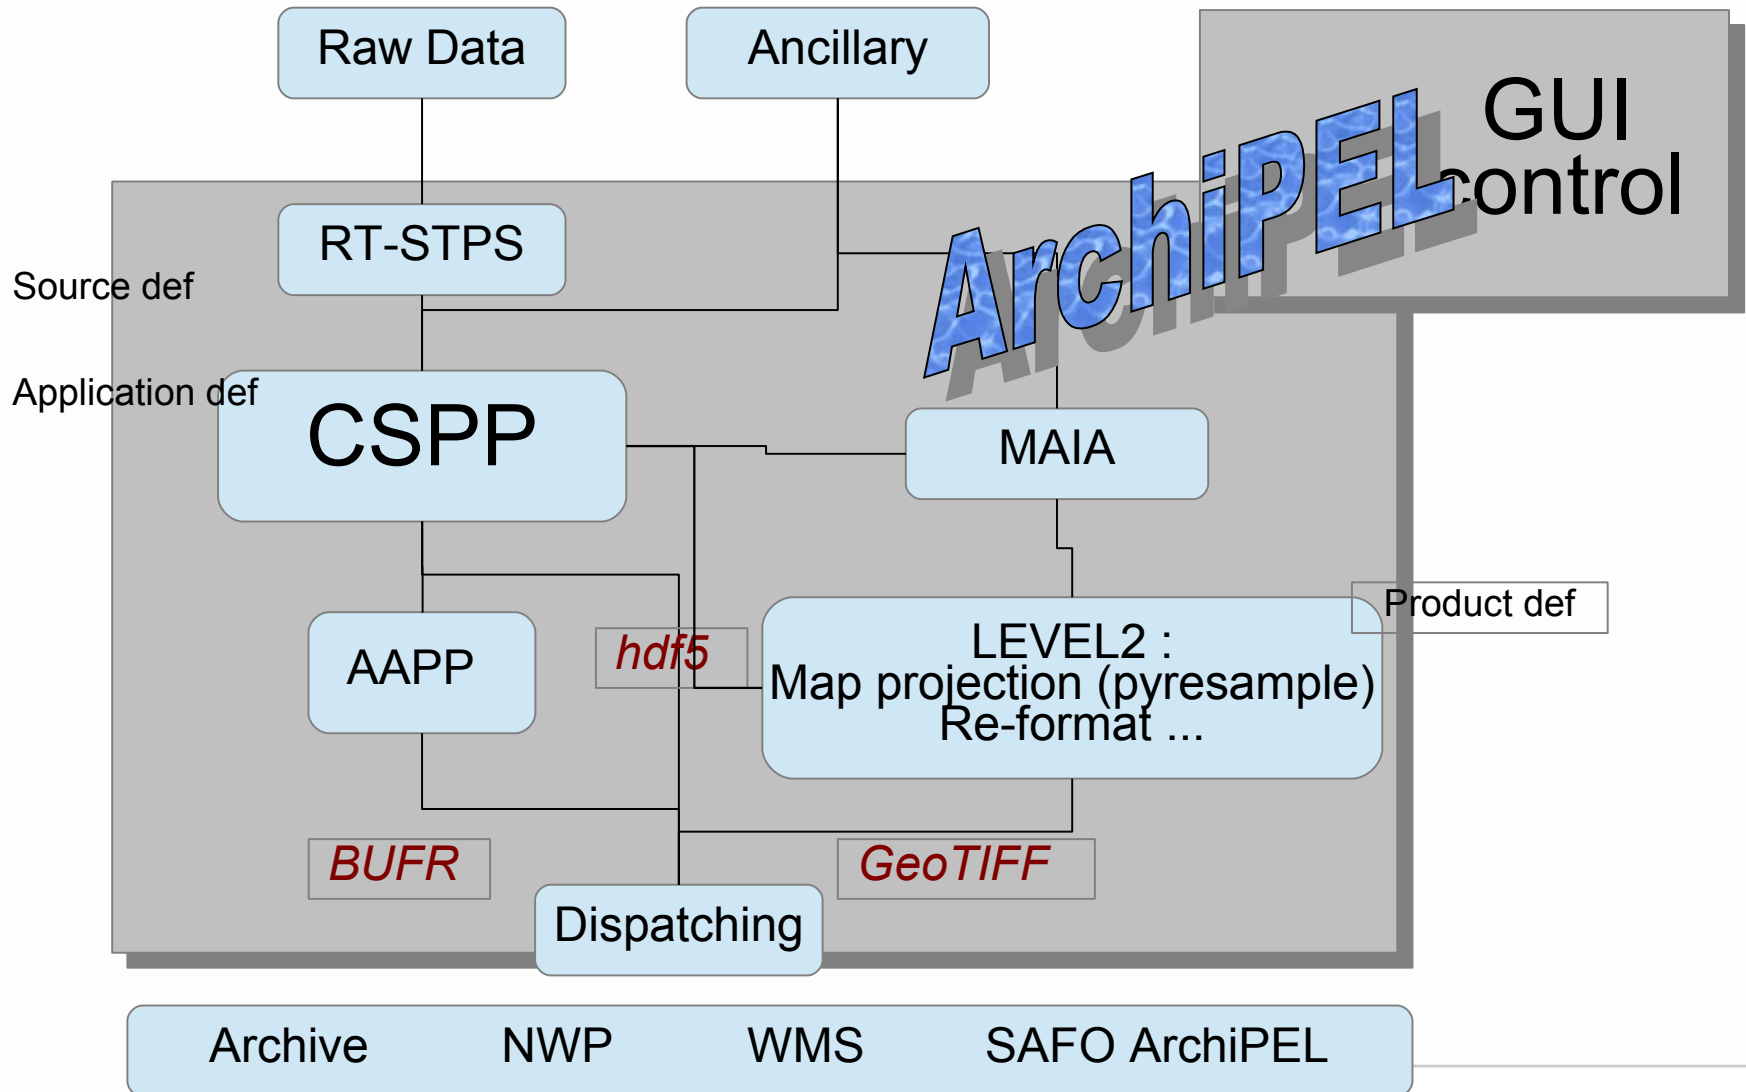 Raw Data
Ancillary
GUI
control
ArchiPEL
RT-STPS
Source def
Application def
CSPP
MAIA
Product def
AAPP
hdf5
LEVEL2 :
Map projection (pyresample)
Re-format ...
BUFR
GeoTIFF
Dispatching
Archive NWP WMS SAFO ArchiPEL